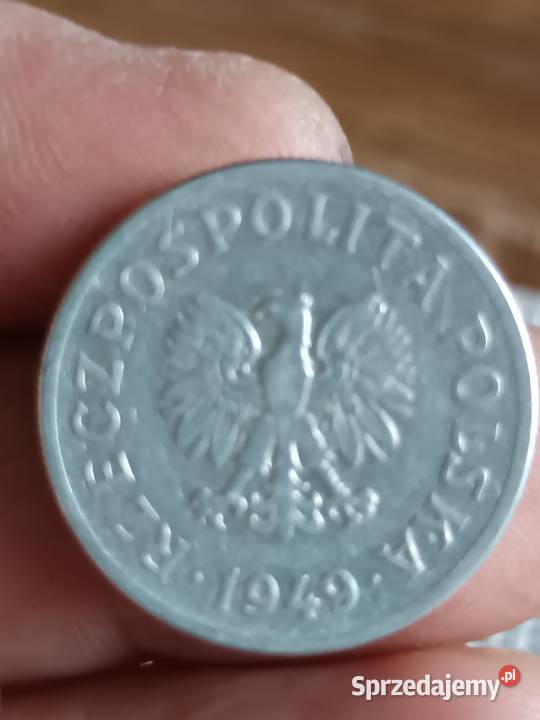 RZECZPOSPOLITA POLSKA
·1949·
Sprzedajemy.pl